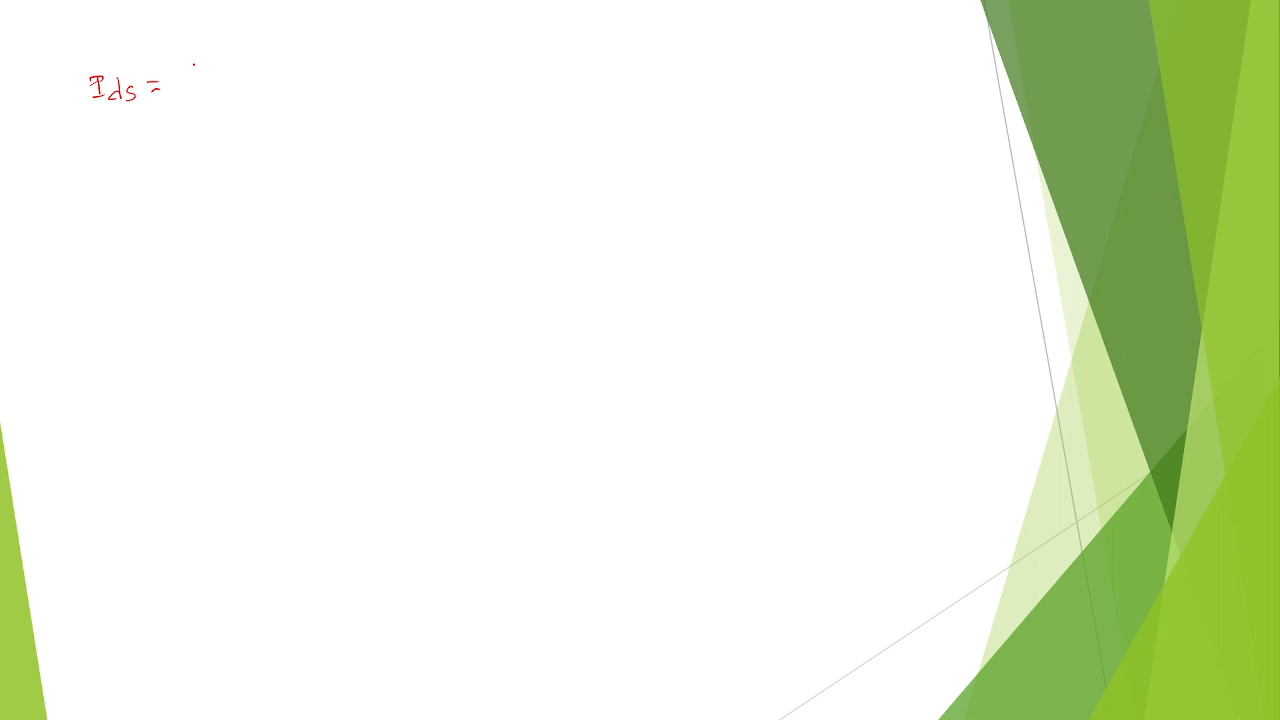 Ids =